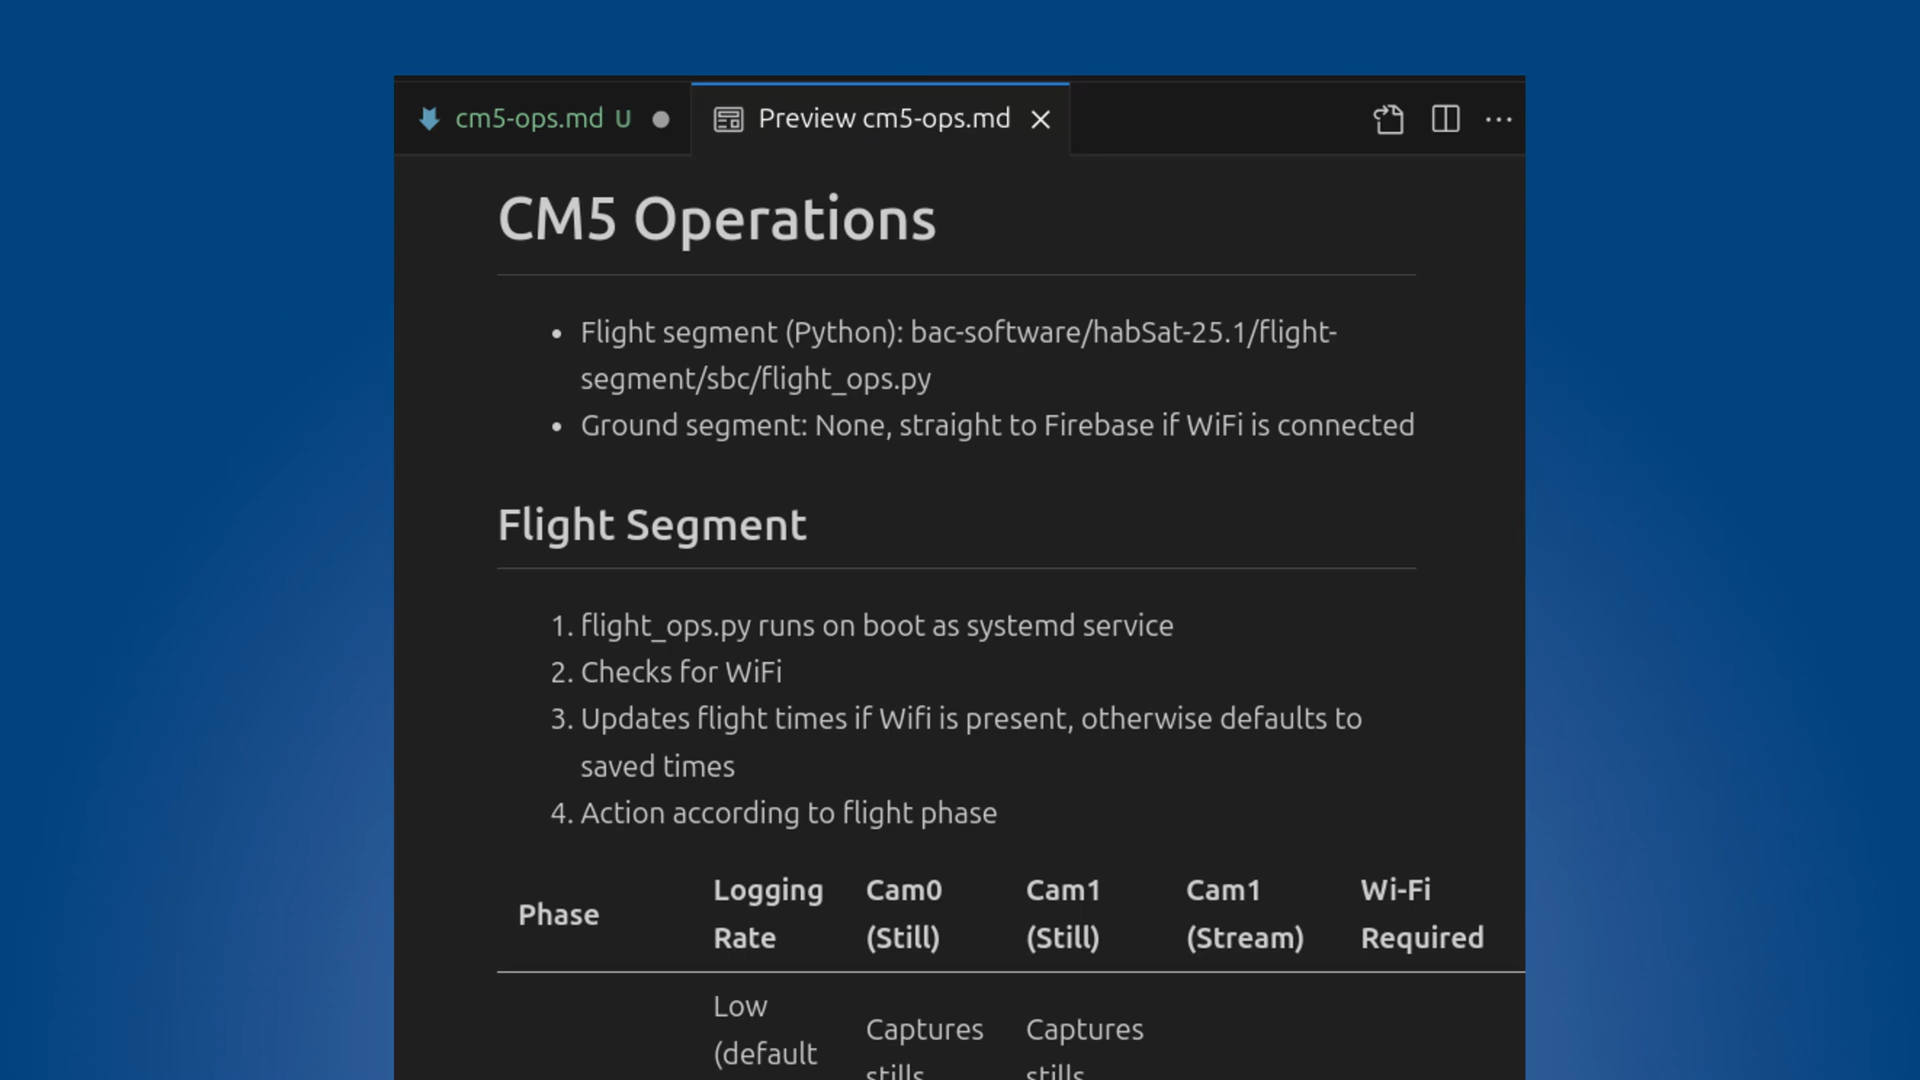 cm5-ops.md U
Preview cm5-ops.md
CM5 Operations
• Flight segment (Python): bac-software/habSat-25.1/flight-
segment/sbc/flight_ops.py
• Ground segment: None, straight to Firebase if WiFi is connected
Flight Segment
1. flight_ops.py runs on boot as systemd service
2. Checks for WiFi
3. Updates flight times if Wifi is present, otherwise defaults to
saved times
4. Action according to flight phase
Phase
Logging
Rate
Cam0
(Still)
Cam1
(Still)
Cam1
(Stream)
Wi-Fi
Required
Low
(default
Captures
stills
Captures
stills